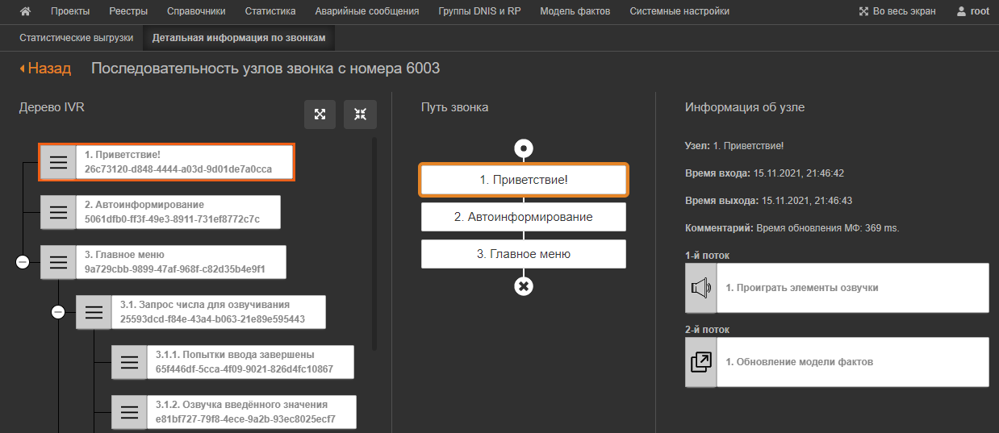 Проекты Реестры Справочники Статистика Аварийные сообщения Группы DNIS и RP Модель фактов Системные настройки Во весь экран root
Статистические выгрузки Детальная информация по звонкам
Назад Последовательность узлов звонка с номера 6003
Дерево IVR
1. Приветствие!
26c73120-d848-4444-a03d-9d01de7a0cca
2. Автоинформирование
5061dfb0-ff3f-49e3-8911-731ef8772c7c
3. Главное меню
9a729cbb-9899-47af-968f-c82d35b4e9f1
3.1. Запрос числа для озвучивания
25593dcd-f84e-43a4-b063-21e89e595443
3.1.1. Попытки ввода завершены
65f446df-5cca-4f09-9021-826d4fc10867
3.1.2. Озвучка введённого значения
e81bf727-79f8-4ece-9a2b-93ec8025ecf7
Путь звонка
1. Приветствие!
2. Автоинформирование
3. Главное меню
Информация об узле
Узел: 1. Приветствие!
Время входа: 15.11.2021, 21:46:42
Время выхода: 15.11.2021, 21:46:43
Комментарий: Время обновления МФ: 369 ms.
1-й поток
1. Проиграть элементы озвучки
2-й поток
1. Обновление модели фактов